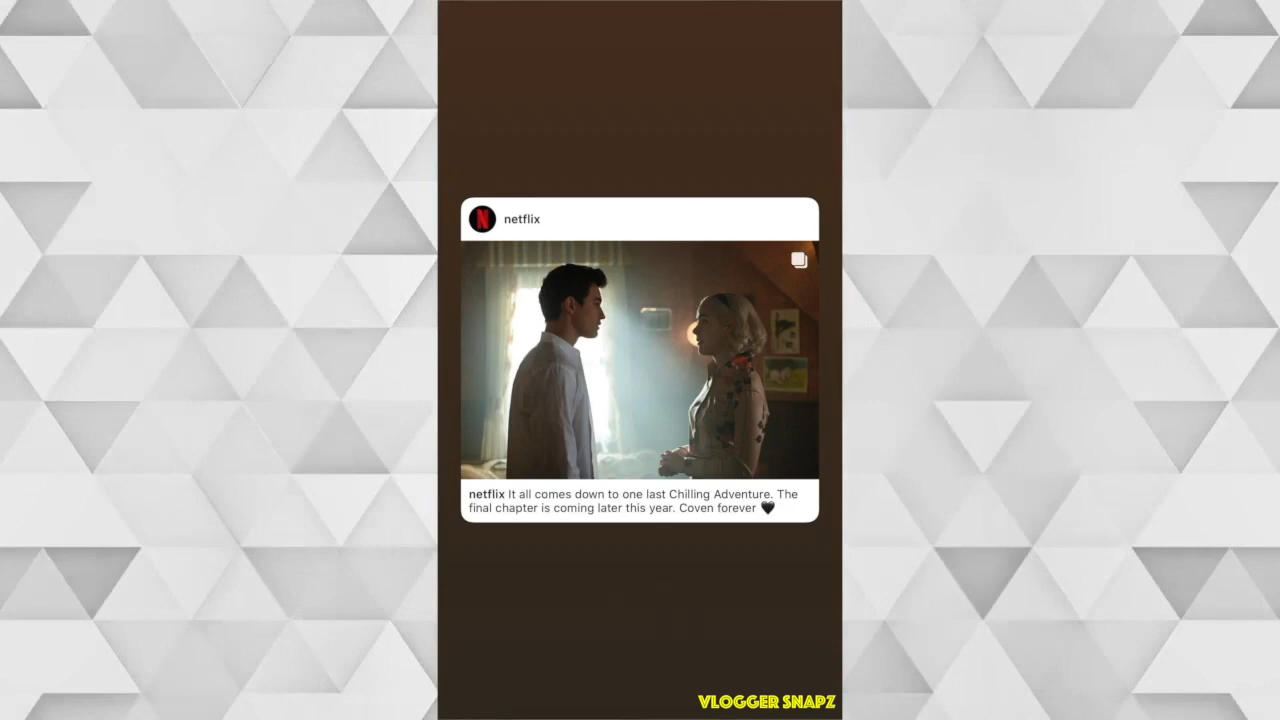 netflix
netflix It all comes down to one last Chilling Adventure. The
final chapter is coming later this year. Coven forever 🖤
VLOGGER SNAPZ